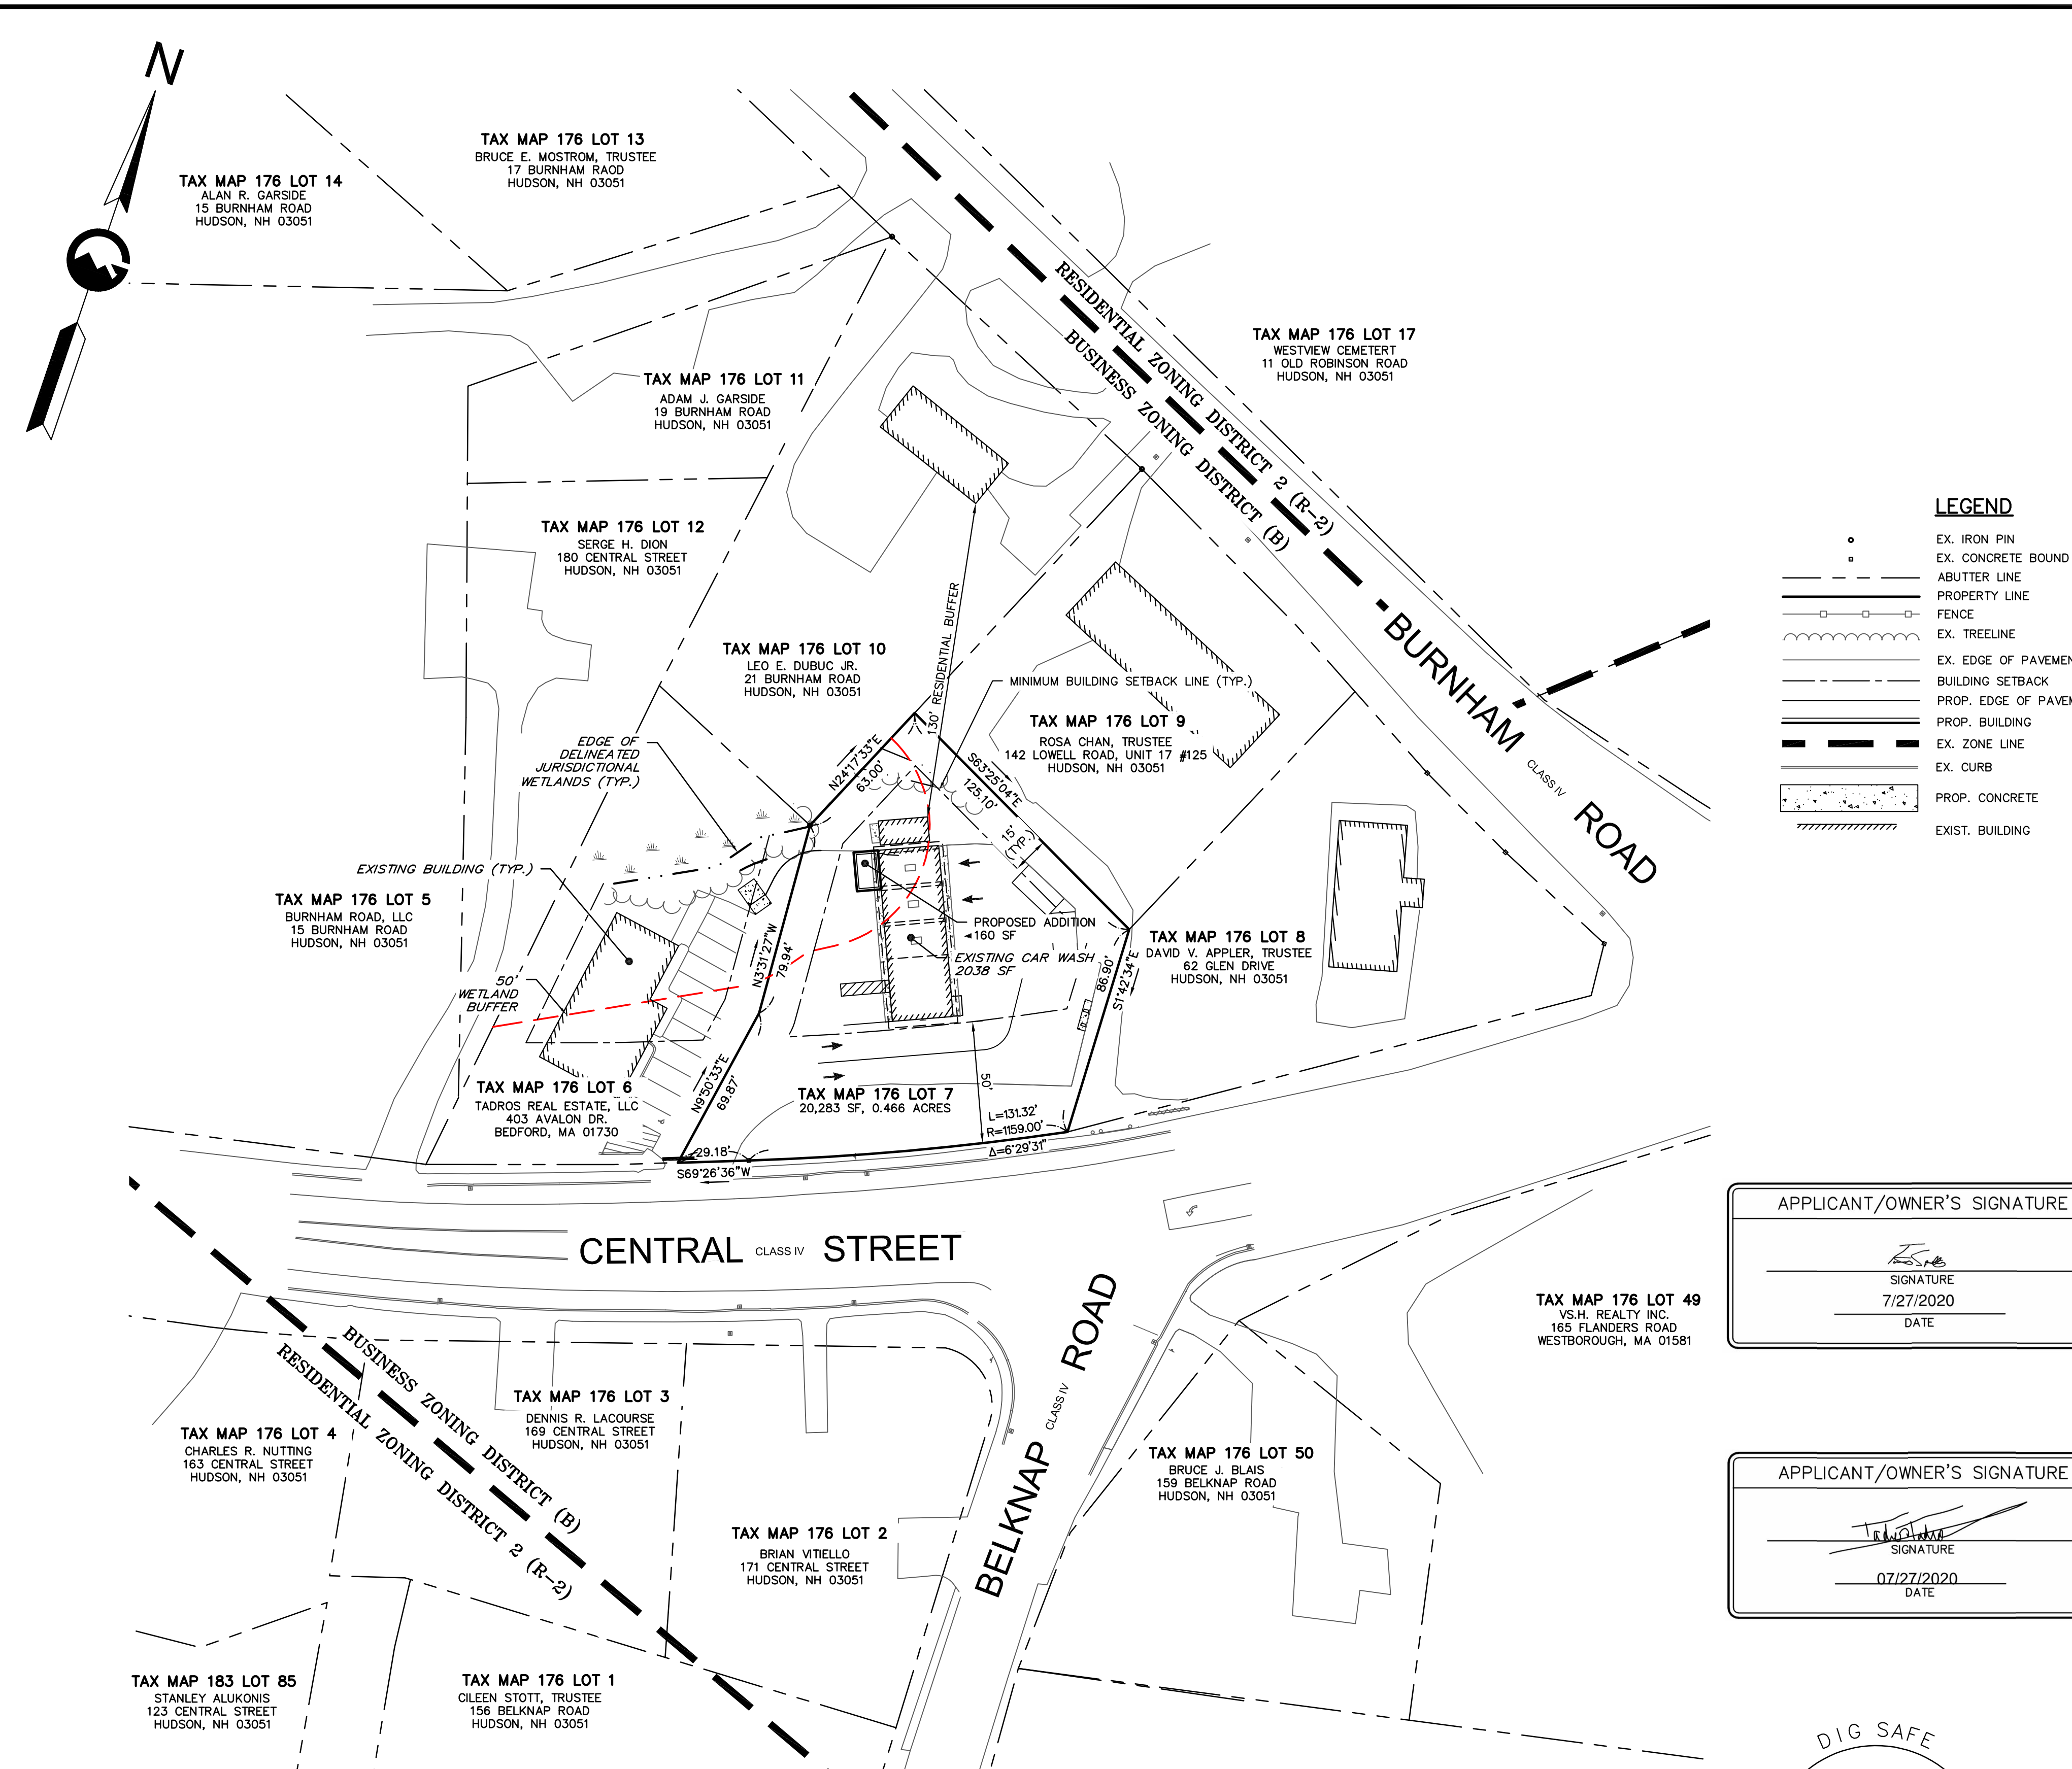 N
TAX MAP 176 LOT 14
ALAN R. GARSIDE
15 BURNHAM ROAD
HUDSON, NH 03051
TAX MAP 176 LOT 13
BRUCE E. MOSTROM, TRUSTEE
17 BURNHAM RAOD
HUDSON, NH 03051
RESIDENTIAL ZONING DISTRICT 2 (R-2)
BUSINESS ZONING DISTRICT (B)
TAX MAP 176 LOT 17
WESTVIEW CEMETERT
11 OLD ROBINSON ROAD
HUDSON, NH 03051
TAX MAP 176 LOT 11
ADAM J. GARSIDE
19 BURNHAM ROAD
HUDSON, NH 03051
TAX MAP 176 LOT 12
SERGE H. DION
180 CENTRAL STREET
HUDSON, NH 03051
TAX MAP 176 LOT 10
LEO E. DUBUC JR.
21 BURNHAM ROAD
HUDSON, NH 03051
130' RESIDENTIAL BUFFER
MINIMUM BUILDING SETBACK LINE (TYP.)
TAX MAP 176 LOT 9
ROSA CHAN, TRUSTEE
142 LOWELL ROAD, UNIT 17 #125
HUDSON, NH 03051
BURNHAM CLASS IV ROAD
LEGEND
EX. IRON PIN
EX. CONCRETE BOUND
ABUTTER LINE
PROPERTY LINE
FENCE
EX. TREELINE
EX. EDGE OF PAVEMEN
BUILDING SETBACK
PROP. EDGE OF PAVEM
PROP. BUILDING
EX. ZONE LINE
EX. CURB
PROP. CONCRETE
EXIST. BUILDING
EDGE OF
DELINEATED
JURISDICTIONAL
WETLANDS (TYP.)
N24°17'33"E
63.00'
S63°25'04"E
125.10'
15'
(TYP.)
EXISTING BUILDING (TYP.)
TAX MAP 176 LOT 5
BURNHAM ROAD, LLC
15 BURNHAM ROAD
HUDSON, NH 03051
50'
WETLAND
BUFFER
N3°31'27"W
79.94'
PROPOSED ADDITION
160 SF
EXISTING CAR WASH
2038 SF
86.90'
S1°42'34"E
TAX MAP 176 LOT 8
DAVID V. APPLER, TRUSTEE
62 GLEN DRIVE
HUDSON, NH 03051
TAX MAP 176 LOT 6
TADROS REAL ESTATE, LLC
403 AVALON DR.
BEDFORD, MA 01730
N9°50'33"E
69.87'
TAX MAP 176 LOT 7
20,283 SF, 0.466 ACRES
50'
L=131.32'
R=1159.00'
Δ=6°29'31"
29.18'
S69°26'36"W
CENTRAL CLASS IV STREET
BELKNAP CLASS IV ROAD
BUSINESS ZONING DISTRICT (B)
RESIDENTIAL ZONING DISTRICT 2 (R-2)
TAX MAP 176 LOT 3
DENNIS R. LACOURSE
169 CENTRAL STREET
HUDSON, NH 03051
TAX MAP 176 LOT 4
CHARLES R. NUTTING
163 CENTRAL STREET
HUDSON, NH 03051
TAX MAP 176 LOT 2
BRIAN VITIELLO
171 CENTRAL STREET
HUDSON, NH 03051
TAX MAP 176 LOT 50
BRUCE J. BLAIS
159 BELKNAP ROAD
HUDSON, NH 03051
TAX MAP 176 LOT 49
VS.H. REALTY INC.
165 FLANDERS ROAD
WESTBOROUGH, MA 01581
TAX MAP 183 LOT 85
STANLEY ALUKONIS
123 CENTRAL STREET
HUDSON, NH 03051
TAX MAP 176 LOT 1
CILEEN STOTT, TRUSTEE
156 BELKNAP ROAD
HUDSON, NH 03051
APPLICANT/OWNER'S SIGNATURE
SIGNATURE
7/27/2020
DATE
APPLICANT/OWNER'S SIGNATURE
SIGNATURE
07/27/2020
DATE
DIG SAFE